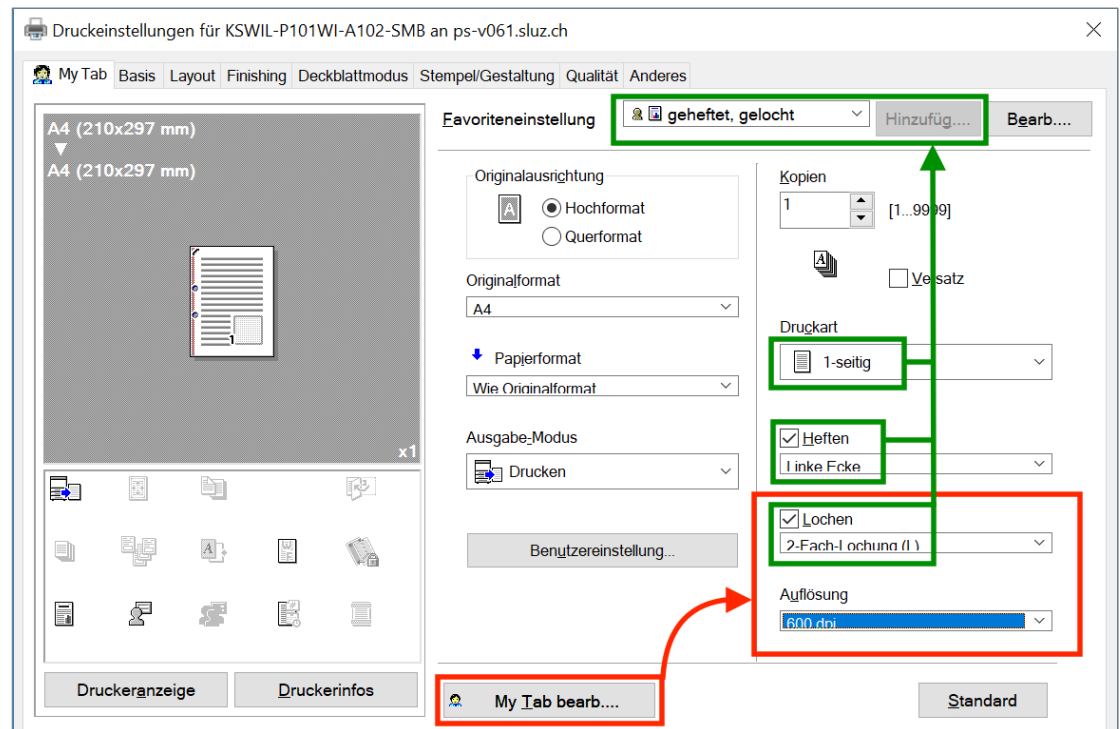 Druckeinstellungen für KSWIL-P101WI-A102-SMB an ps-v061.sluz.ch
My Tab Basis Layout Finishing Deckblattmodus Stempel/Gestaltung Qualität Anderes
A4 (210x297 mm)
A4 (210x297 mm)
1
x1
Druckeranzeige Druckerinfos
Favoriteneinstellung geheftet, gelocht Hinzufüg.... Bearb....
Originalausrichtung
A Hochformat
Querformat
Originalformat
A4
Papierformat
Wie Originalformat
Ausgabe-Modus
Drucken
Benutzereinstellung...
Kopien
1 [1...9999]
A
Versatz
Druckart
1-seitig
Heften
Linke Ecke
Lochen
2-Fach-Lochung (L)
Auflösung
600 dpi
My Tab bearb.... Standard